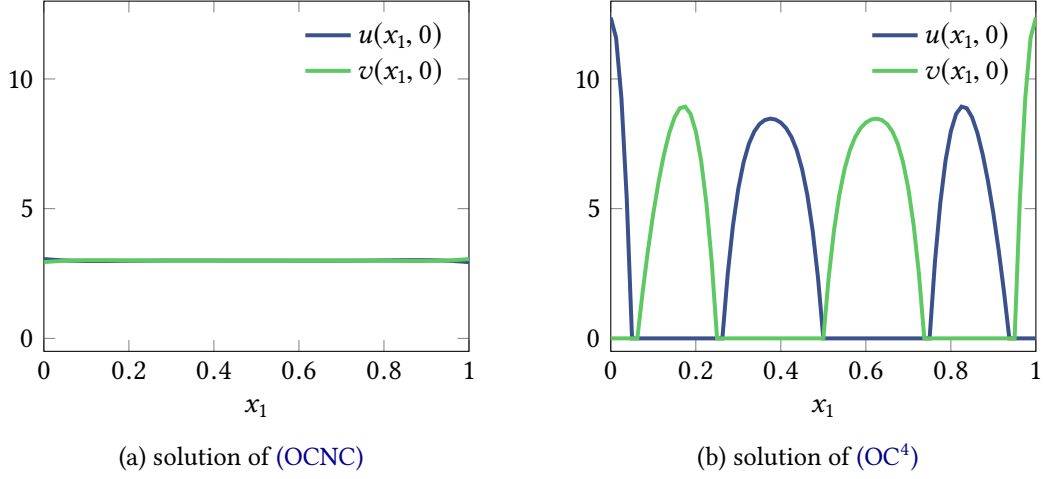 u(x₁, 0)
v(x₁, 0)
10
5
0
0 0.2 0.4 0.6 0.8 1
x₁
(a) solution of (OCNC)
u(x₁, 0)
v(x₁, 0)
10
5
0
0 0.2 0.4 0.6 0.8 1
x₁
(b) solution of (OC⁴)